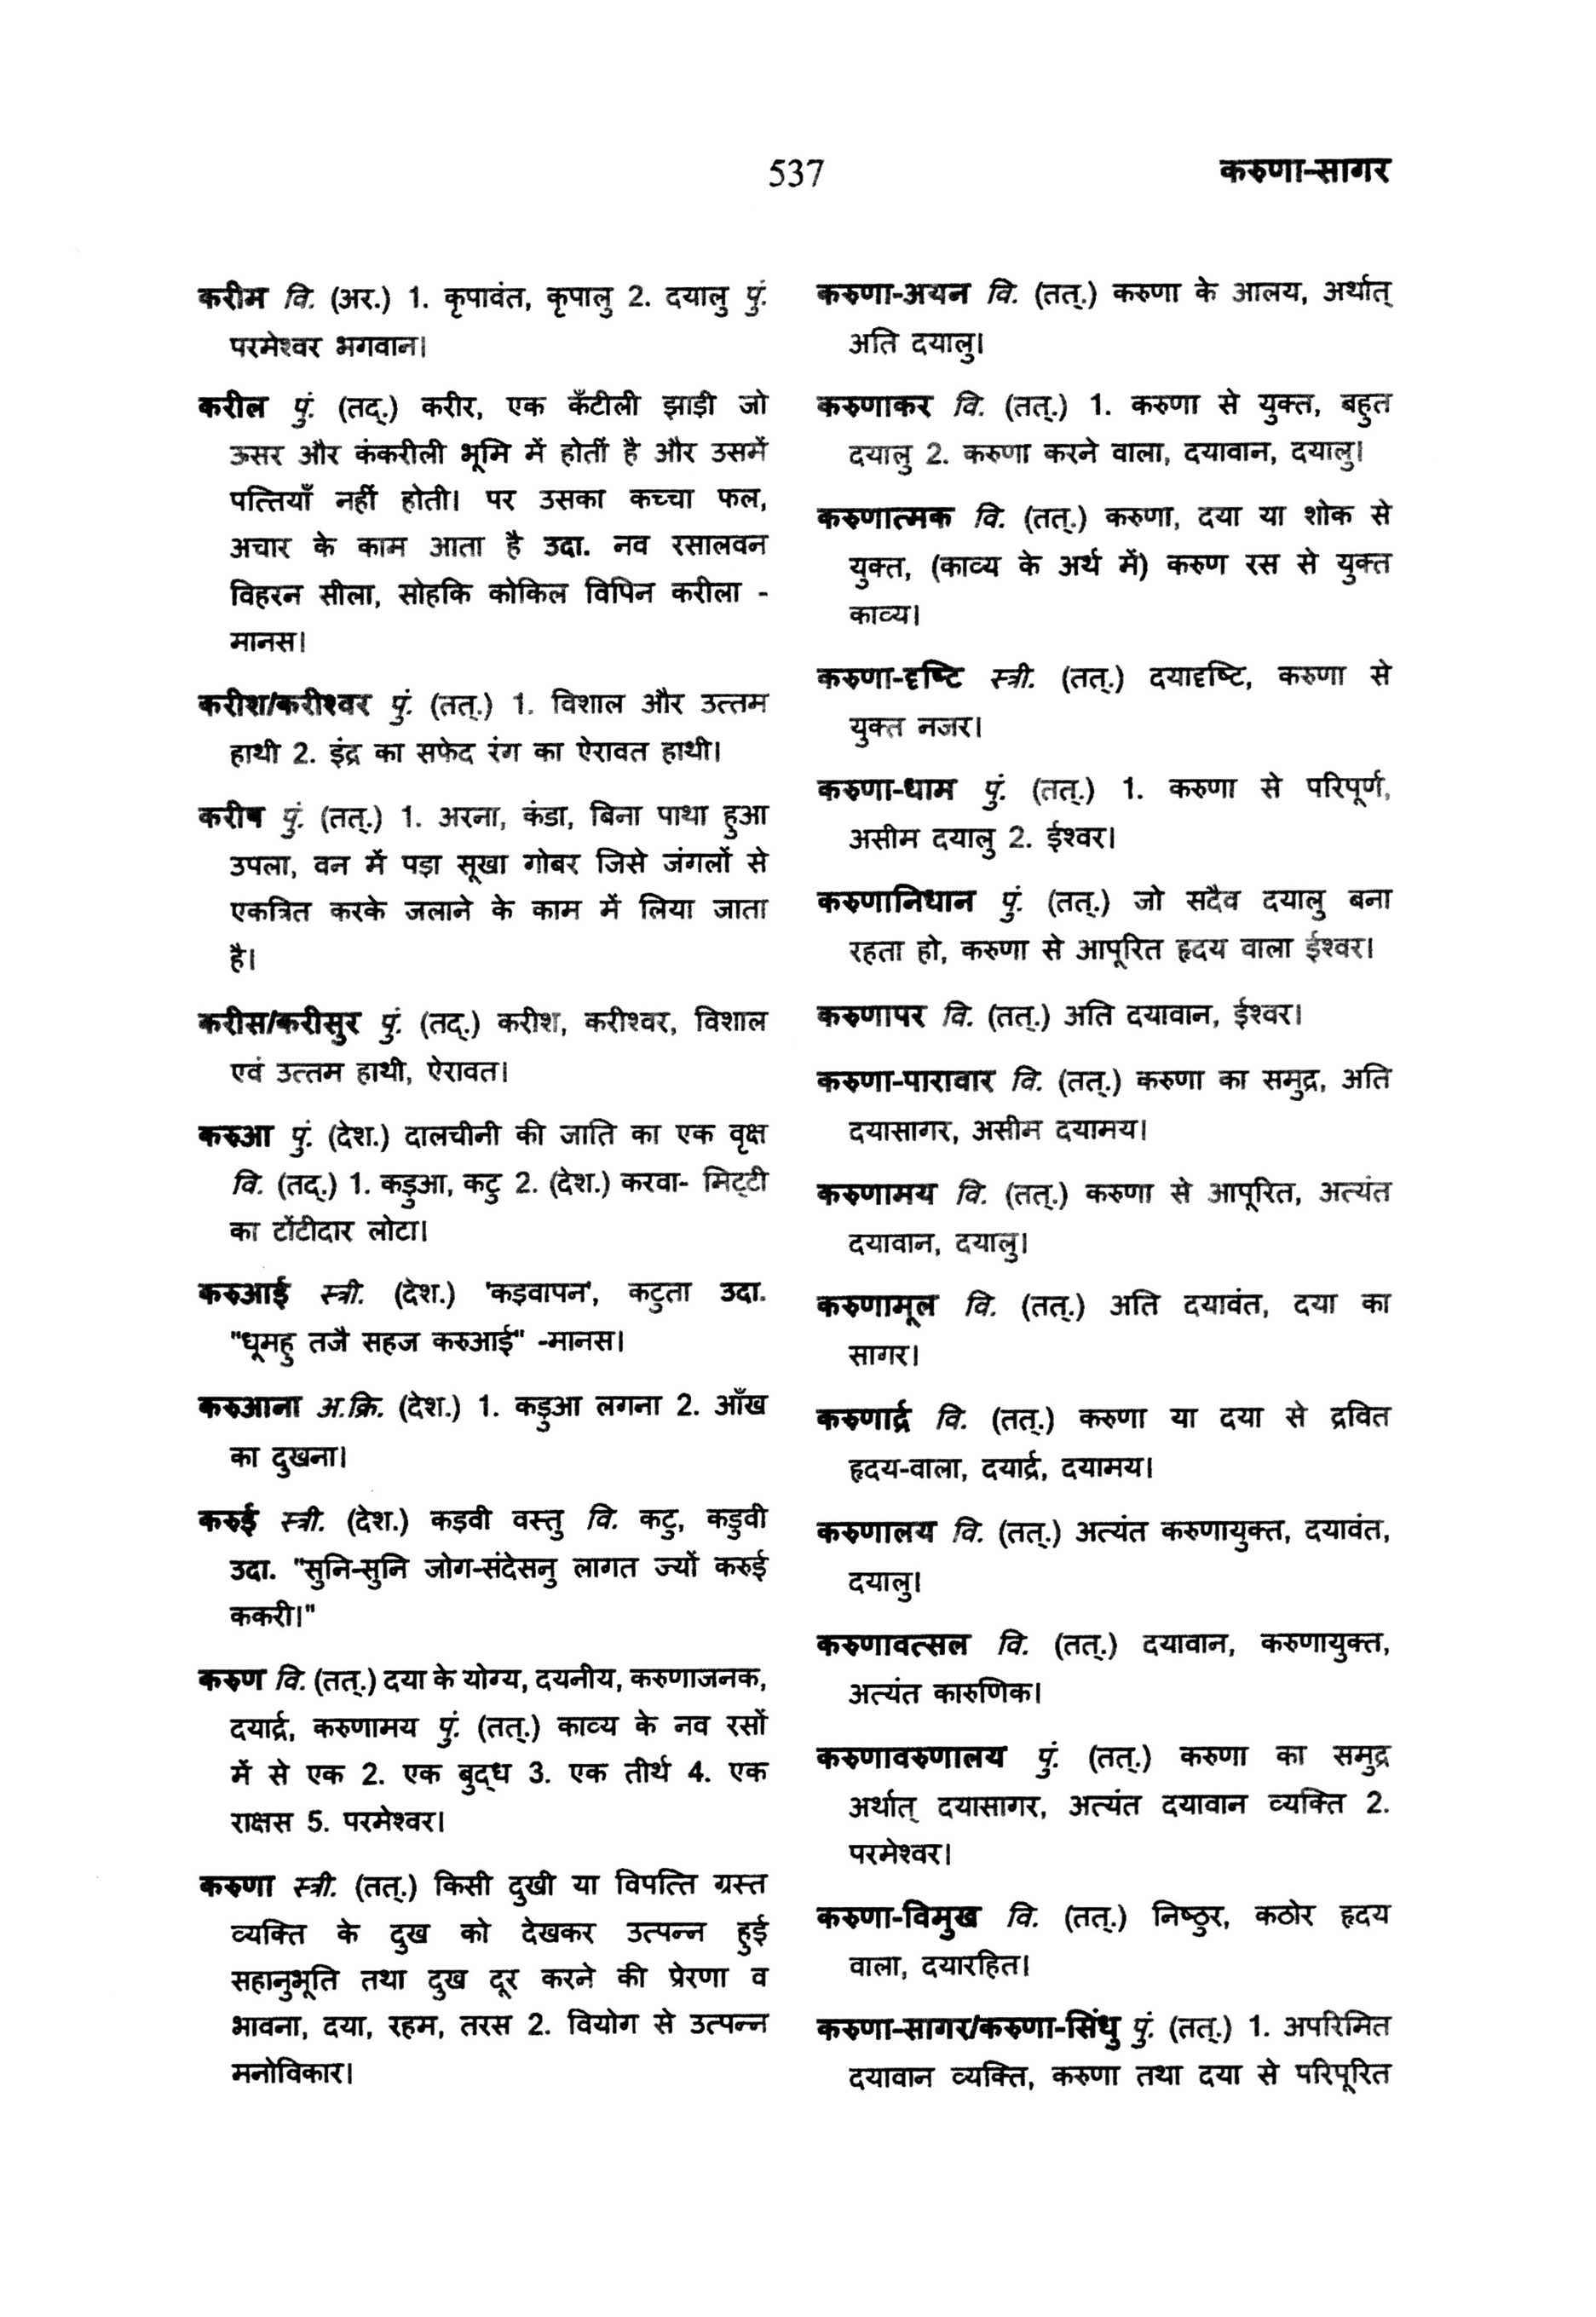 537
करुणा-सागर
करीम वि. (अर.) 1. कृपावंत, कृपालु 2. दयालु पुं.
परमेश्वर भगवान।
करील पुं. (तद्.) करीर, एक कँटीली झाड़ी जो
ऊसर और कंकरीली भूमि में होतीं है और उसमें
पत्तियाँ नहीं होती। पर उसका कच्चा फल,
अचार के काम आता है उदा. नव रसालवन
विहरन सीला, सोहकि कोकिल विपिन करीला -
मानस।
करीश/करीश्वर पुं. (तत्.) 1. विशाल और उत्तम
हाथी 2. इंद्र का सफेद रंग का ऐरावत हाथी।
करीष पुं. (तत्.) 1. अरना, कंडा, बिना पाथा हुआ
उपला, वन में पड़ा सूखा गोबर जिसे जंगलों से
एकत्रित करके जलाने के काम में लिया जाता
है।
करीस/करीसुर पुं. (तद्.) करीश, करीश्वर, विशाल
एवं उत्तम हाथी, ऐरावत।
करुआ पुं. (देश.) दालचीनी की जाति का एक वृक्ष
वि. (तद्.) 1. कड़ुआ, कटु 2. (देश.) करवा- मिट्टी
का टोंटीदार लोटा।
करुआई स्त्री. (देश.) 'कड़वापन', कटुता उदा.
"धूमहु तजै सहज करुआई" -मानस।
करुआना अ.क्रि. (देश.) 1. कड़ुआ लगना 2. आँख
का दुखना।
करुई स्त्री. (देश.) कड़वी वस्तु वि. कटु, कड़ुवी
उदा. "सुनि-सुनि जोग-संदेसनु लागत ज्यों करुई
ककरी।"
करुण वि. (तत्.) दया के योग्य, दयनीय, करुणाजनक,
दयार्द्र, करुणामय पुं. (तत्.) काव्य के नव रसों
में से एक 2. एक बुद्ध 3. एक तीर्थ 4. एक
राक्षस 5. परमेश्वर।
करुणा स्त्री. (तत्.) किसी दुखी या विपत्ति ग्रस्त
व्यक्ति के दुख को देखकर उत्पन्न हुई
सहानुभूति तथा दुख दूर करने की प्रेरणा व
भावना, दया, रहम, तरस 2. वियोग से उत्पन्न
मनोविकार।
करुणा-अयन वि. (तत्.) करुणा के आलय, अर्थात्
अति दयालु।
करुणाकर वि. (तत्.) 1. करुणा से युक्त, बहुत
दयालु 2. करुणा करने वाला, दयावान, दयालु।
करुणात्मक वि. (तत्.) करुणा, दया या शोक से
युक्त, (काव्य के अर्थ में) करुण रस से युक्त
काव्य।
करुणा-दृष्टि स्त्री. (तत्.) दयादृष्टि, करुणा से
युक्त नजर।
करुणा-धाम पुं. (तत्.) 1. करुणा से परिपूर्ण,
असीम दयालु 2. ईश्वर।
करुणानिधान पुं. (तत्.) जो सदैव दयालु बना
रहता हो, करुणा से आपूरित हृदय वाला ईश्वर।
करुणापर वि. (तत्.) अति दयावान, ईश्वर।
करुणा-पारावार वि. (तत्.) करुणा का समुद्र, अति
दयासागर, असीम दयामय।
करुणामय वि. (तत्.) करुणा से आपूरित, अत्यंत
दयावान, दयालु।
करुणामूल वि. (तत्.) अति दयावंत, दया का
सागर।
करुणार्द्र वि. (तत्.) करुणा या दया से द्रवित
हृदय-वाला, दयार्द्र, दयामय।
करुणालय वि. (तत्.) अत्यंत करुणायुक्त, दयावंत,
दयालु।
करुणावत्सल वि. (तत्.) दयावान, करुणायुक्त,
अत्यंत कारुणिक।
करुणावरुणालय पुं. (तत्.) करुणा का समुद्र
अर्थात् दयासागर, अत्यंत दयावान व्यक्ति 2.
परमेश्वर।
करुणा-विमुख वि. (तत्.) निष्ठुर, कठोर हृदय
वाला, दयारहित।
करुणा-सागर/करुणा-सिंधु पुं. (तत्.) 1. अपरिमित
दयावान व्यक्ति, करुणा तथा दया से परिपूरित